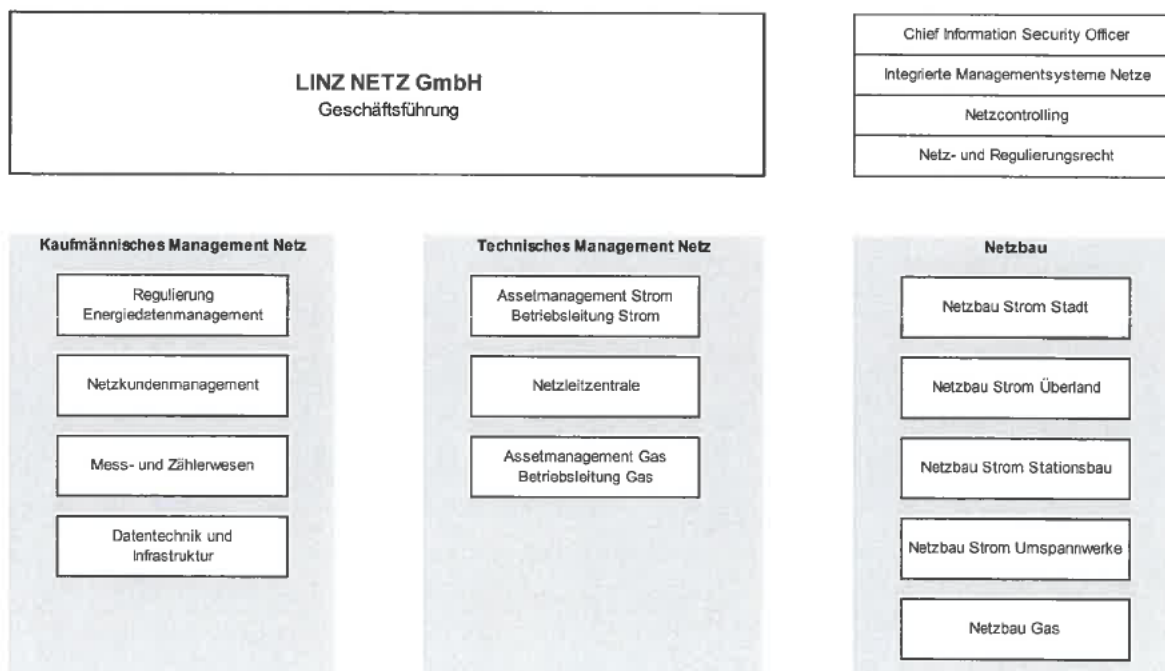 LINZ NETZ GmbH
Geschäftsführung
Chief Information Security Officer
Integrierte Managementsysteme Netze
Netzcontrolling
Netz- und Regulierungsrecht
Kaufmännisches Management Netz
Regulierung
Energiedatenmanagement
Netzkundenmanagement
Mess- und Zählerwesen
Datentechnik und
Infrastruktur
Technisches Management Netz
Assetmanagement Strom
Betriebsleitung Strom
Netzleitzentrale
Assetmanagement Gas
Betriebsleitung Gas
Netzbau
Netzbau Strom Stadt
Netzbau Strom Überland
Netzbau Strom Stationsbau
Netzbau Strom Umspannwerke
Netzbau Gas